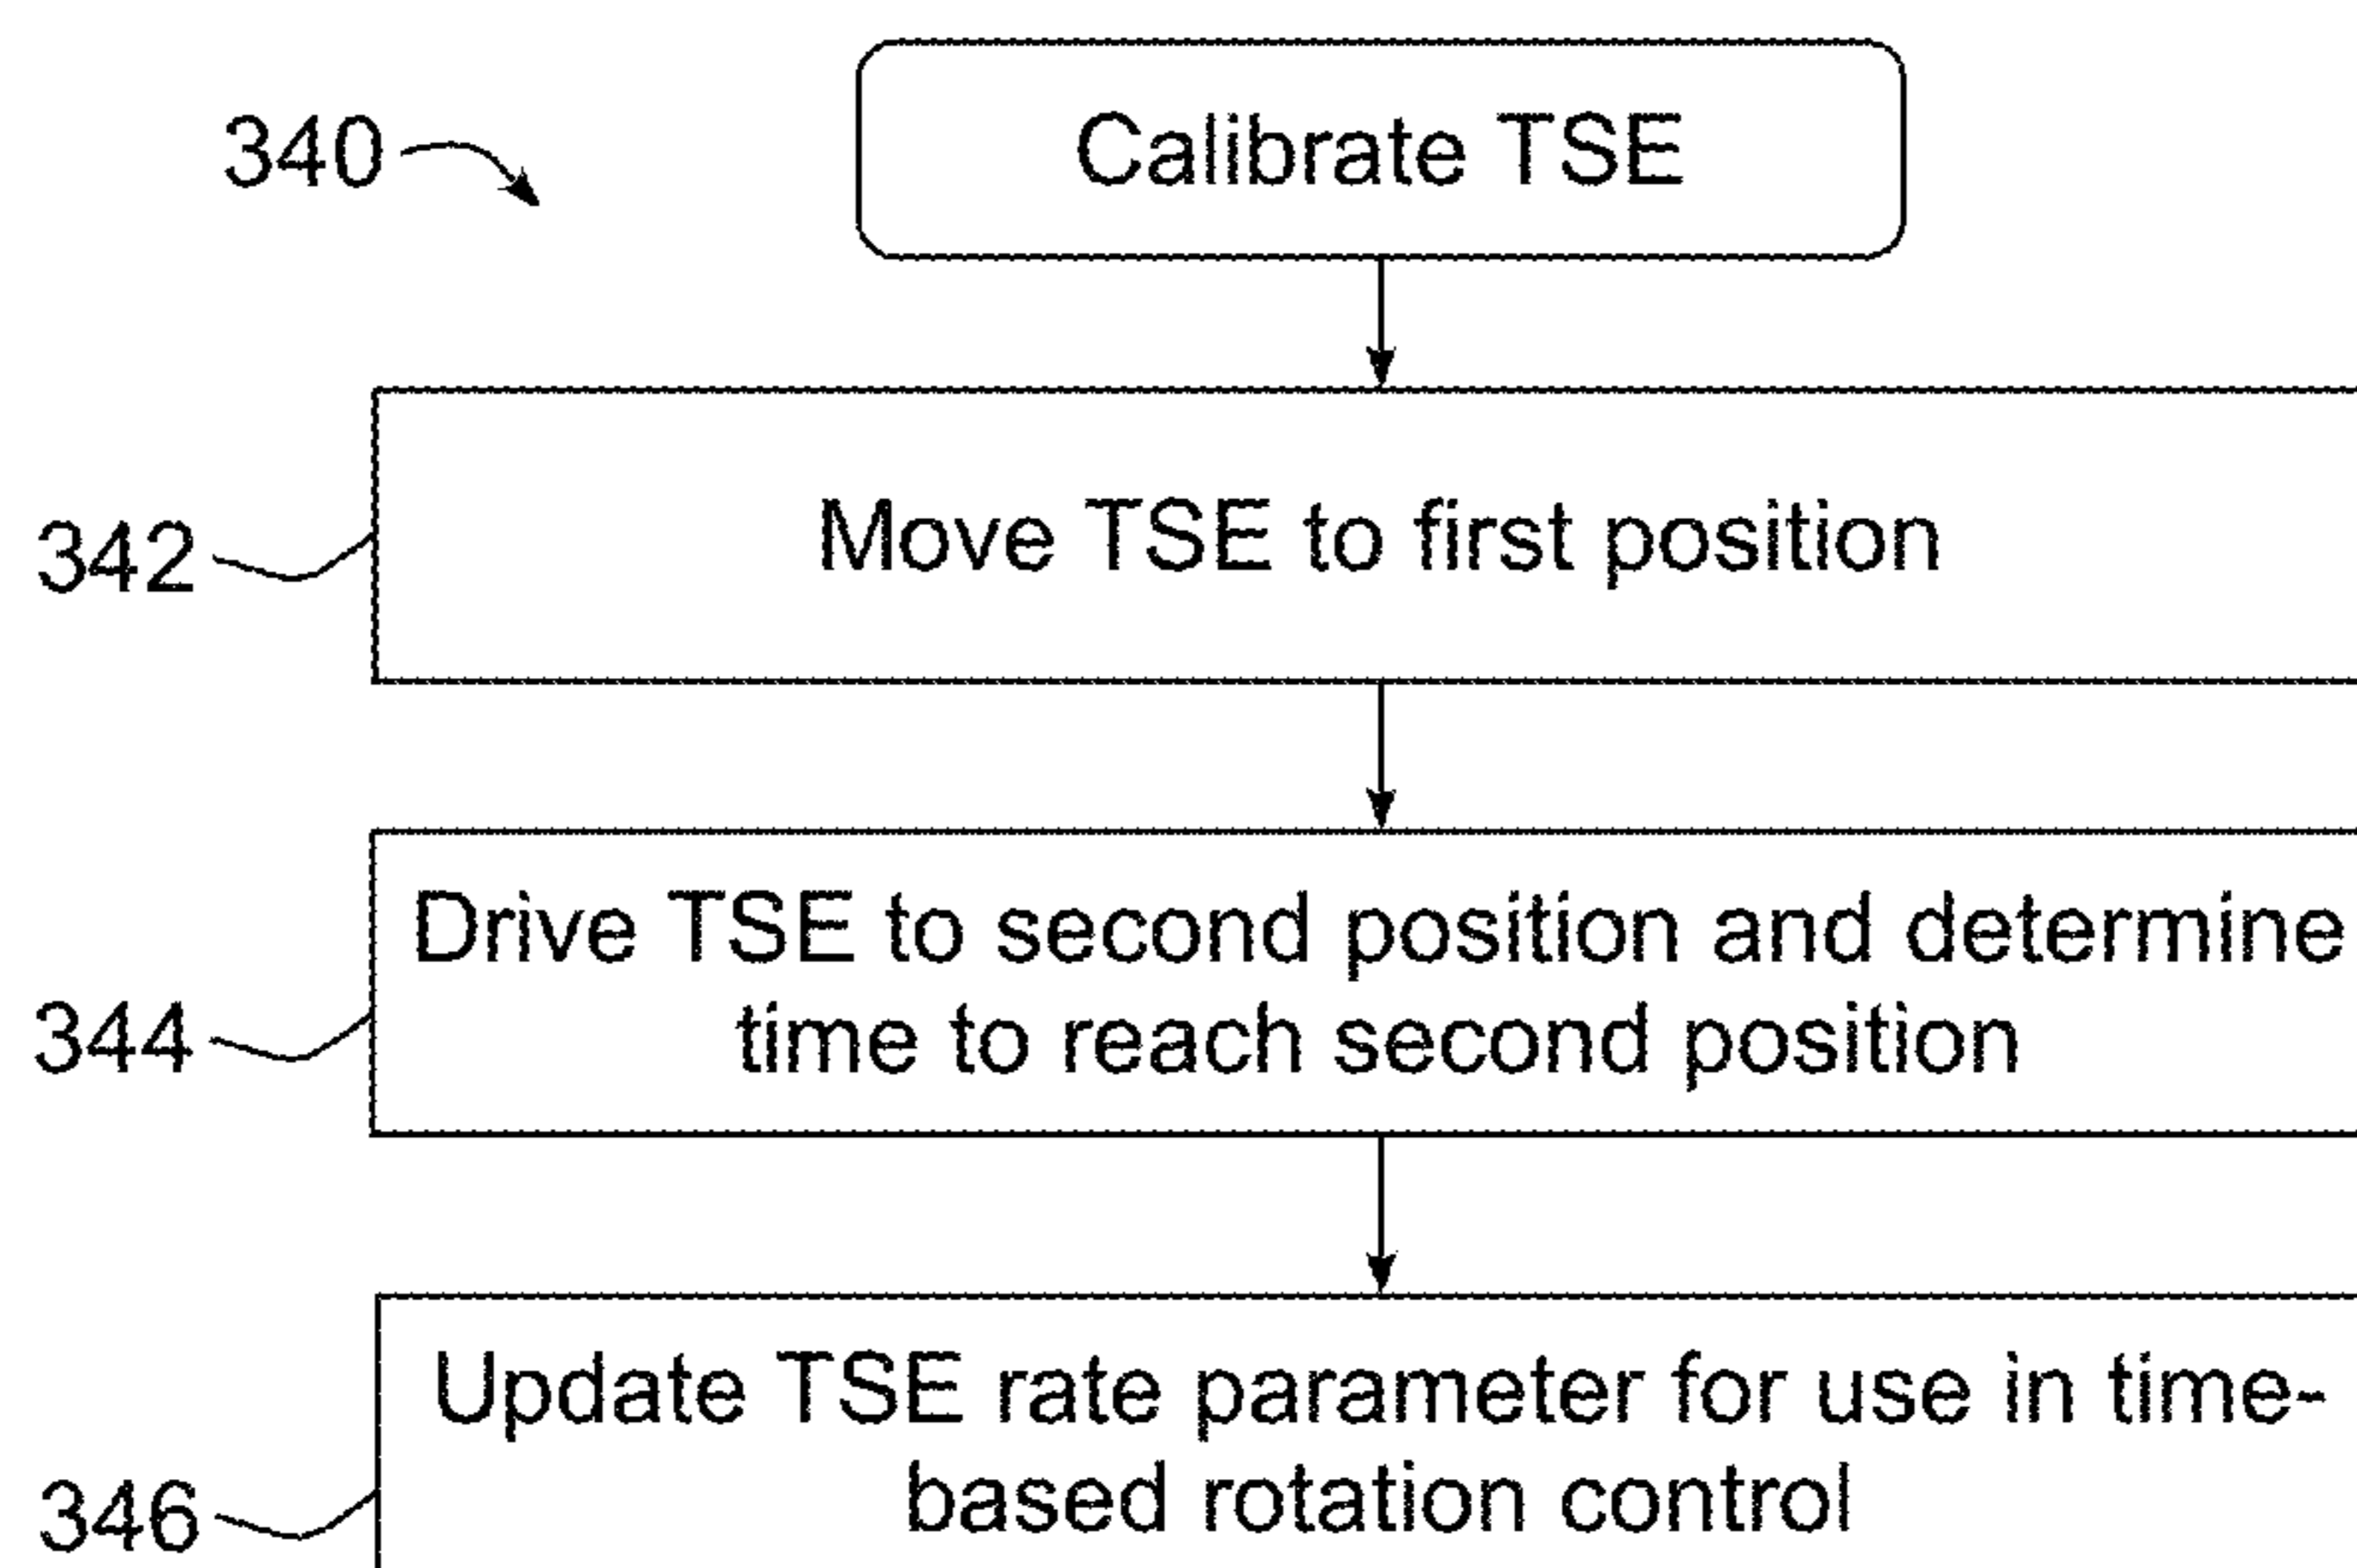 340
Calibrate TSE
342
Move TSE to first position
344
Drive TSE to second position and determine
time to reach second position
346
Update TSE rate parameter for use in time-
based rotation control